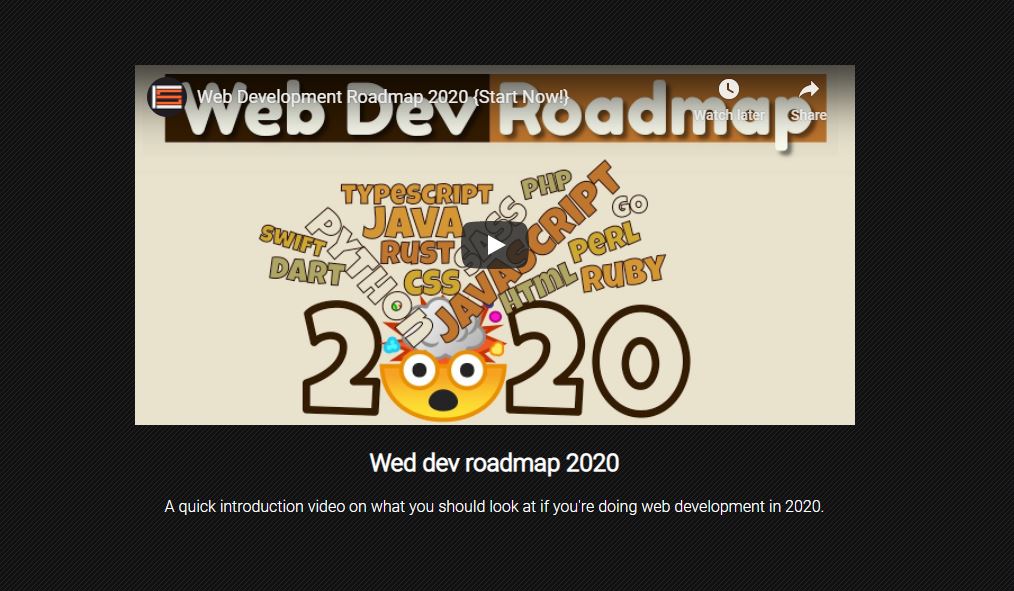 Web Dev Roadmap
Web Development Roadmap 2020 {Start Now!}
Watch later
Share
TYPESCRIPT
PHP
JAVA
JAVASCRIPT
GO
SWIFT
PYTHON
RUST
PERL
DART
CSS
HTML
RUBY
2020
Wed dev roadmap 2020
A quick introduction video on what you should look at if you're doing web development in 2020.